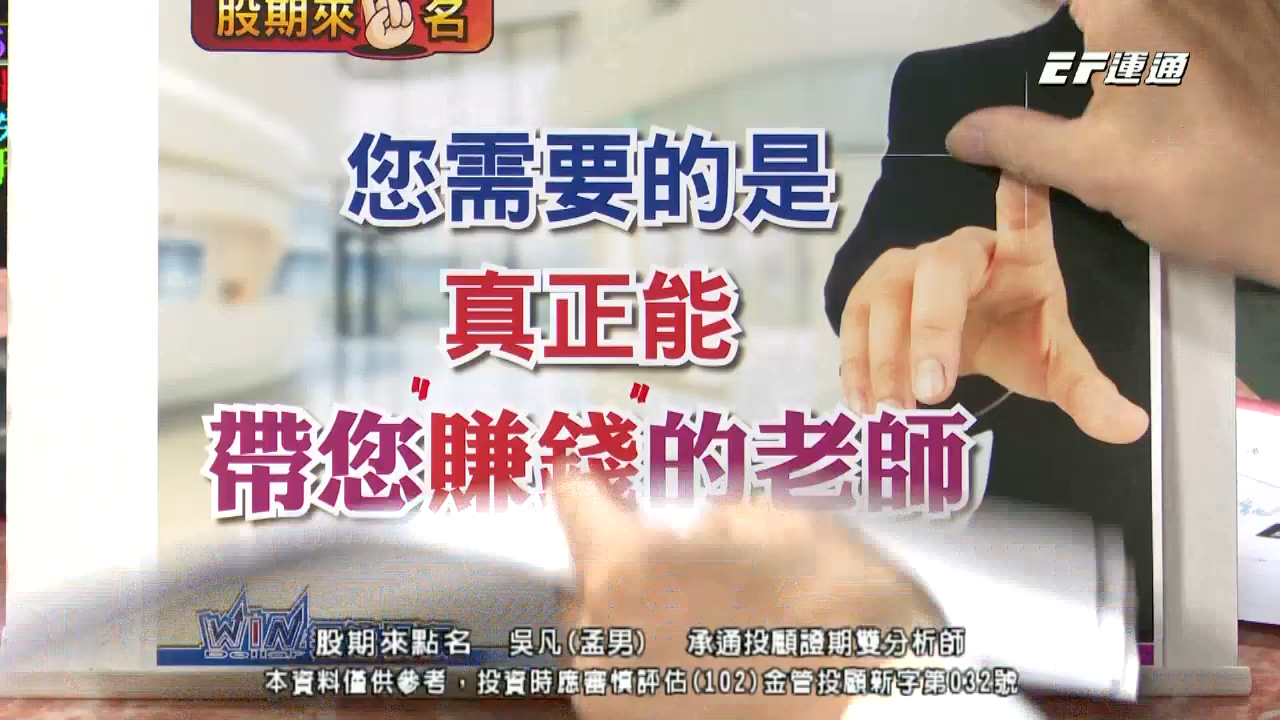 股期來 名
EF運通
您需要的是
真正能
帶您"賺錢"的老師
WIN
股期來點名 吳凡(孟男) 承通投顧證期雙分析師
本資料僅供參考，投資時應審慎評估(102)金管投顧新字第032號